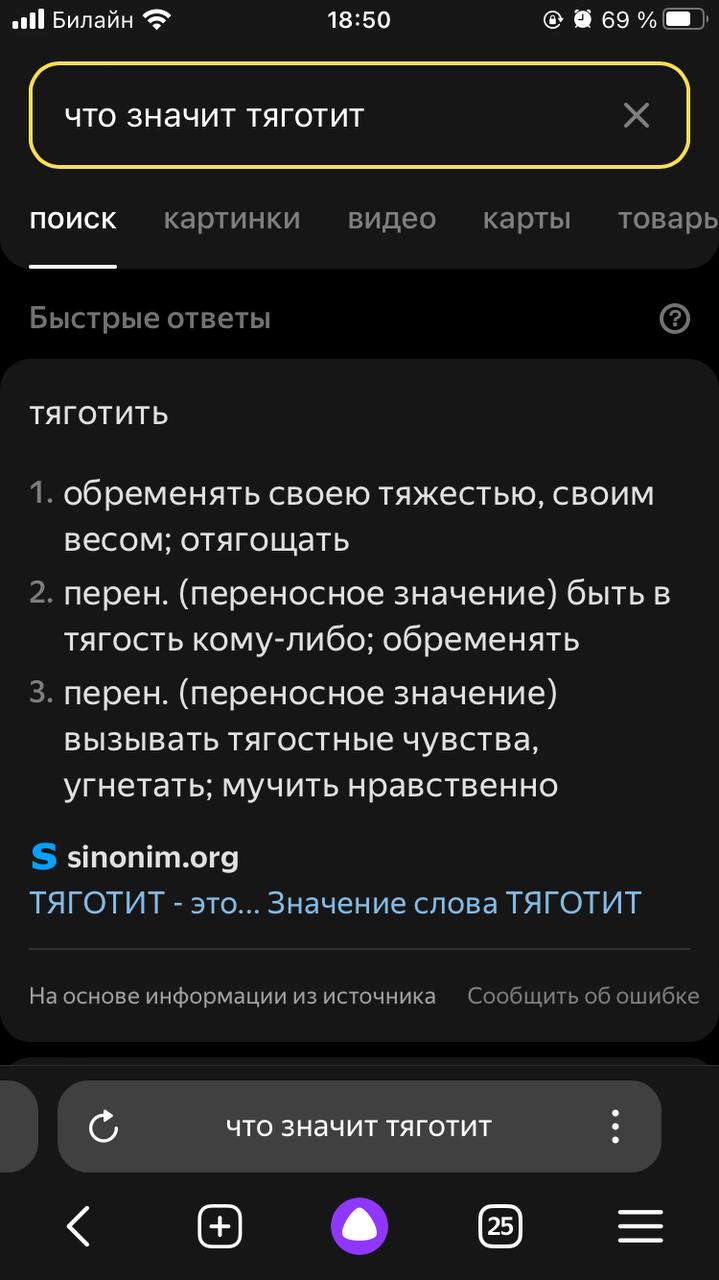 Билайн 18:50 69 %
что значит тяготит
поиск картинки видео карты товары
Быстрые ответы
тяготить
1. обременять своею тяжестью, своим
весом; отягощать
2. перен. (переносное значение) быть в
тягость кому-либо; обременять
3. перен. (переносное значение)
вызывать тягостные чувства,
угнетать; мучить нравственно
S sinonim.org
ТЯГОТИТ - это... Значение слова ТЯГОТИТ
На основе информации из источника Сообщить об ошибке
что значит тяготит
25